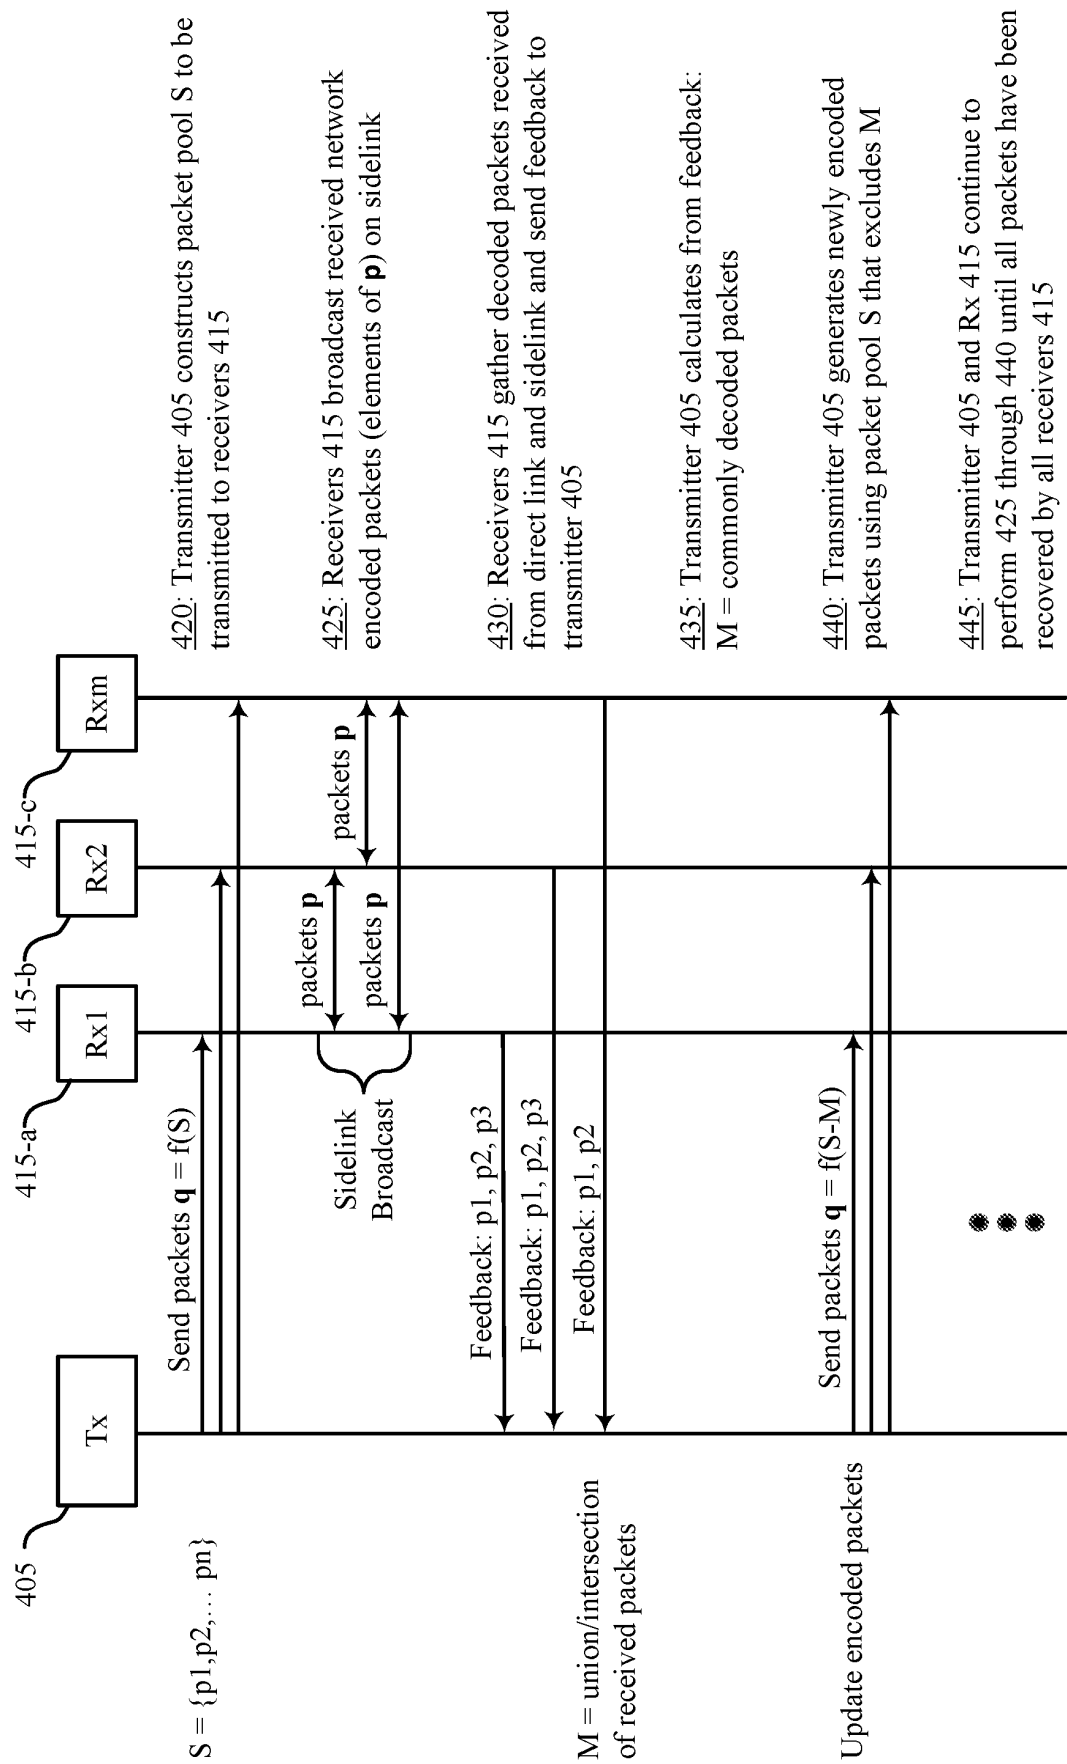 405
415-a
415-b
415-c
Tx
Rx1
Rx2
Rxm
S = {p1,p2,… pn}
Send packets q = f(S)
420: Transmitter 405 constructs packet pool S to be
transmitted to receivers 415
Sidelink
Broadcast
packets p
packets p
packets p
425: Receivers 415 broadcast received network
encoded packets (elements of p) on sidelink
Feedback: p1, p2, p3
Feedback: p1, p2, p3
Feedback: p1, p2
430: Receivers 415 gather decoded packets received
from direct link and sidelink and send feedback to
transmitter 405
M = union/intersection
of received packets
435: Transmitter 405 calculates from feedback:
M = commonly decoded packets
Update encoded packets
Send packets q = f(S-M)
440: Transmitter 405 generates newly encoded
packets using packet pool S that excludes M
445: Transmitter 405 and Rx 415 continue to
perform 425 through 440 until all packets have been
recovered by all receivers 415